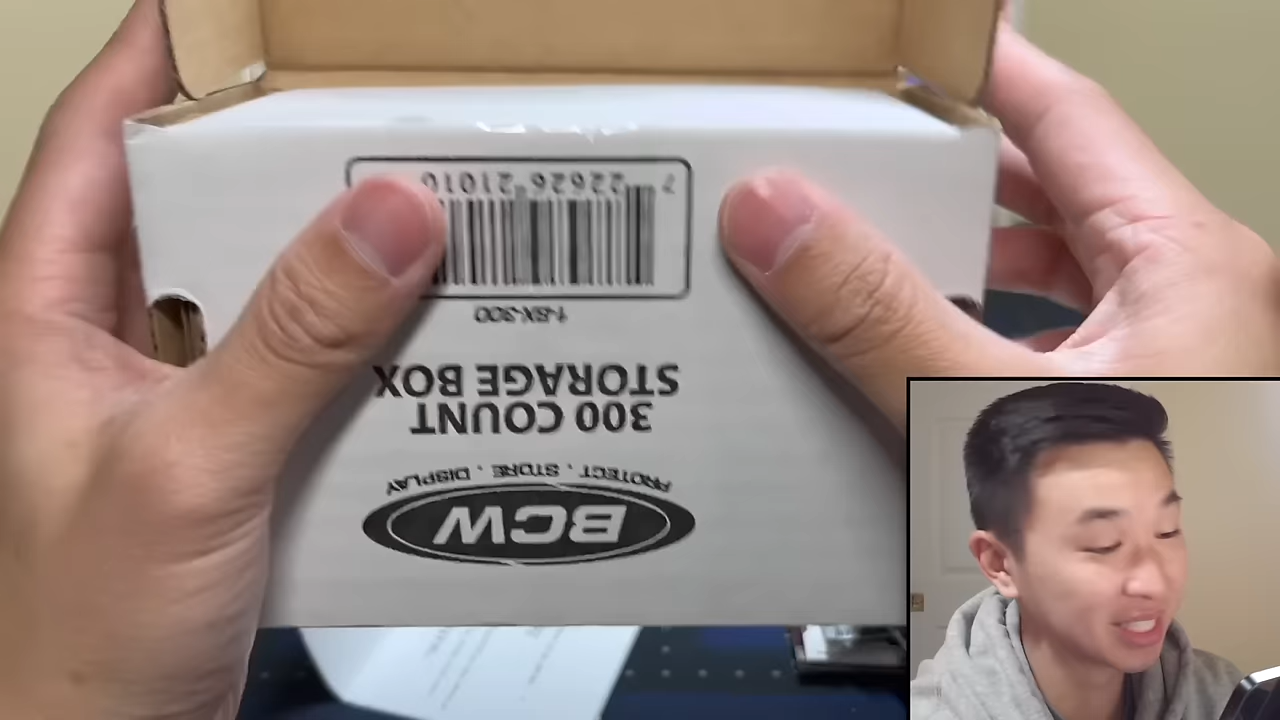 BCW
PROTECT . STORE . DISPLAY
300 COUNT
STORAGE BOX
1-BX-300
7 22626 21010